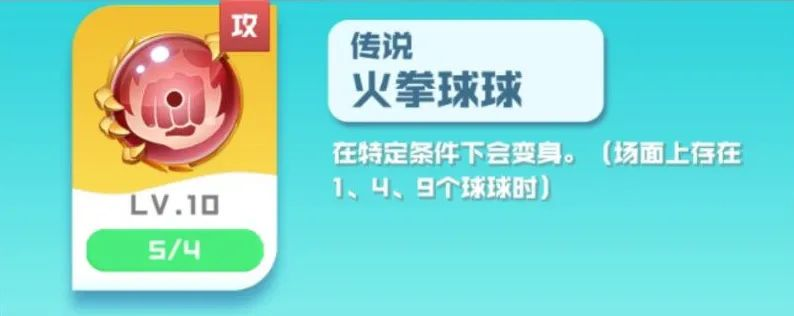 攻
LV.10
5/4
传说
火拳球球
在特定条件下会变身。（场面上存在
1、4、9个球球时）